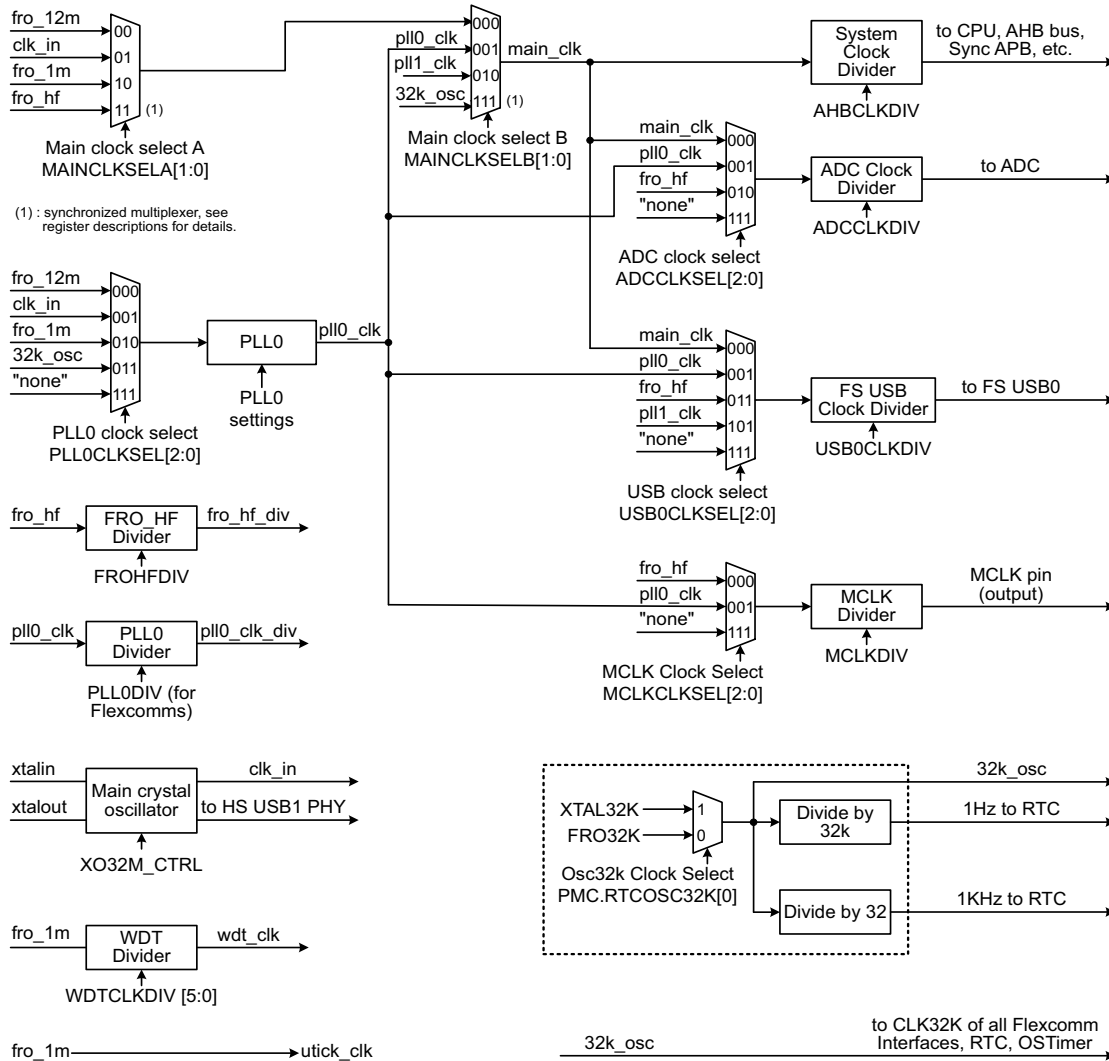 fro_12m
clk_in
fro_1m
fro_hf
00
01
10
11
(1)
Main clock select A
MAINCLKSELA[1:0]
(1) : synchronized multiplexer, see
register descriptions for details.
pll0_clk
pll1_clk
32k_osc
000
001
010
111
(1)
main_clk
Main clock select B
MAINCLKSELB[1:0]
System
Clock
Divider
AHBCLKDIV
to CPU, AHB bus,
Sync APB, etc.
main_clk
pll0_clk
fro_hf
"none"
000
001
010
111
ADC clock select
ADCCLKSEL[2:0]
ADC Clock
Divider
ADCCLKDIV
to ADC
fro_12m
clk_in
fro_1m
32k_osc
"none"
000
001
010
011
111
PLL0 clock select
PLL0CLKSEL[2:0]
PLL0
PLL0
settings
pll0_clk
main_clk
pll0_clk
fro_hf
pll1_clk
"none"
000
001
011
101
111
USB clock select
USB0CLKSEL[2:0]
FS USB
Clock Divider
USB0CLKDIV
to FS USB0
fro_hf
FRO_HF
Divider
fro_hf_div
FROHFDIV
fro_hf
pll0_clk
"none"
000
001
111
MCLK Clock Select
MCLKCLKSEL[2:0]
MCLK
Divider
MCLKDIV
MCLK pin
(output)
pll0_clk
PLL0
Divider
pll0_clk_div
PLL0DIV (for
Flexcomms)
xtalin
xtalout
Main crystal
oscillator
clk_in
to HS USB1 PHY
XO32M_CTRL
XTAL32K
FRO32K
1
0
Osc32k Clock Select
PMC.RTCOSC32K[0]
Divide by
32k
Divide by 32
32k_osc
1Hz to RTC
1KHz to RTC
fro_1m
WDT
Divider
wdt_clk
WDTCLKDIV [5:0]
fro_1m
utick_clk
32k_osc
to CLK32K of all Flexcomm
Interfaces, RTC, OSTimer